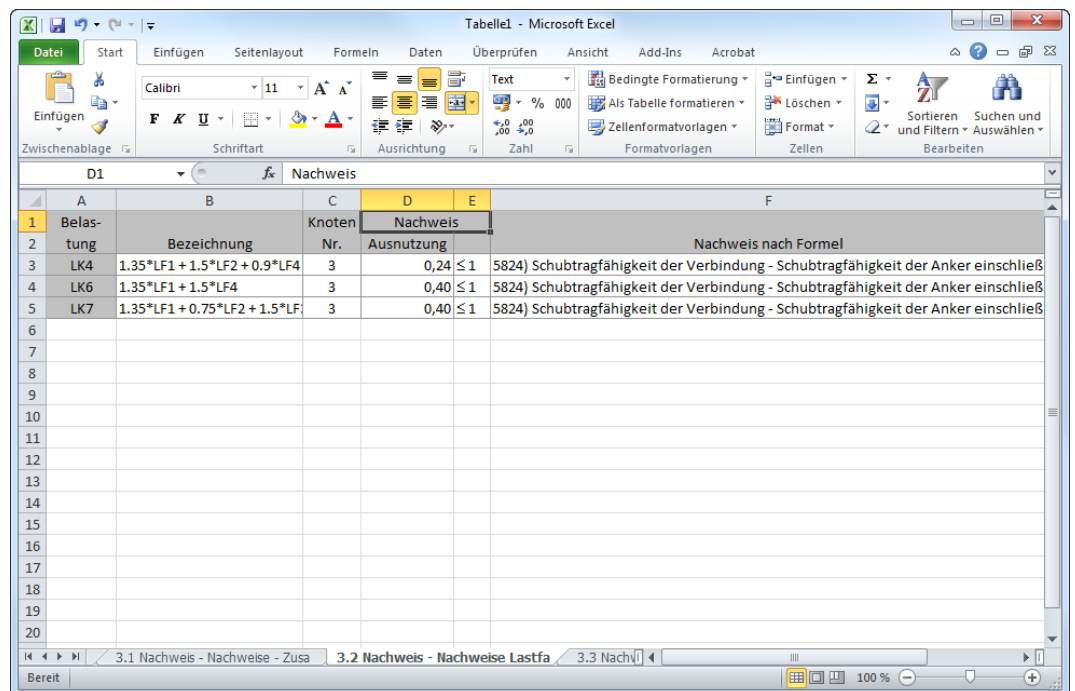 Tabelle1 - Microsoft Excel
Datei Start Einfügen Seitenlayout Formeln Daten Überprüfen Ansicht Add-Ins Acrobat
Einfügen
Calibri 11 A A
F K U A
Text
% 000
Bedingte Formatierung
Als Tabelle formatieren
Zellenformatvorlagen
Einfügen
Löschen
Format
Σ
Sortieren und Filtern
Suchen und Auswählen
Zwischenablage Schriftart Ausrichtung Zahl Formatvorlagen Zellen Bearbeiten
D1 fx Nachweis
A B C D E F
1 Belas- Knoten Nachweis
2 tung Bezeichnung Nr. Ausnutzung Nachweis nach Formel
3 LK4 1.35*LF1 + 1.5*LF2 + 0.9*LF4 3 0,24 ≤ 1 5824) Schubtragfähigkeit der Verbindung - Schubtragfähigkeit der Anker einschließ
4 LK6 1.35*LF1 + 1.5*LF4 3 0,40 ≤ 1 5824) Schubtragfähigkeit der Verbindung - Schubtragfähigkeit der Anker einschließ
5 LK7 1.35*LF1 + 0.75*LF2 + 1.5*LF 3 0,40 ≤ 1 5824) Schubtragfähigkeit der Verbindung - Schubtragfähigkeit der Anker einschließ
6
7
8
9
10
11
12
13
14
15
16
17
18
19
20
3.1 Nachweis - Nachweise - Zusa 3.2 Nachweis - Nachweise Lastfa 3.3 Nachw
Bereit 100 %